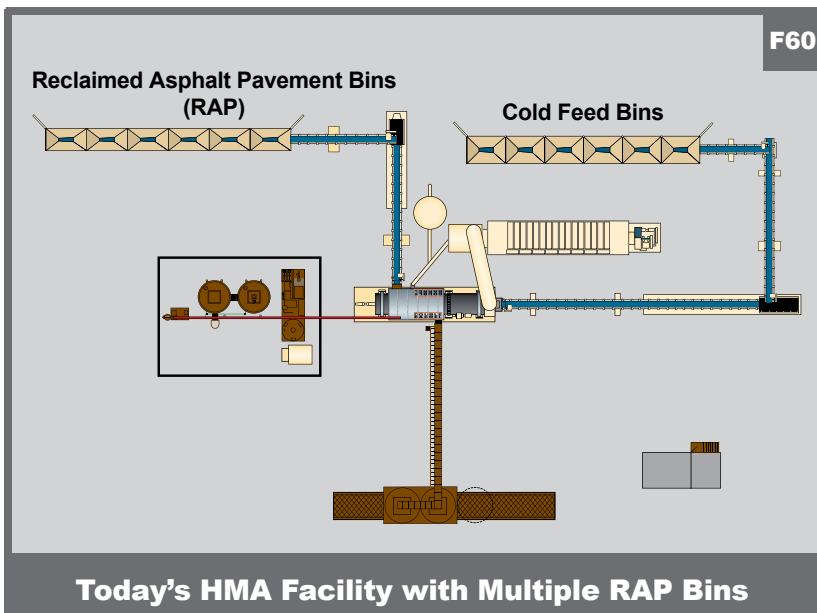 F60
Reclaimed Asphalt Pavement Bins
(RAP)
Cold Feed Bins
Today's HMA Facility with Multiple RAP Bins